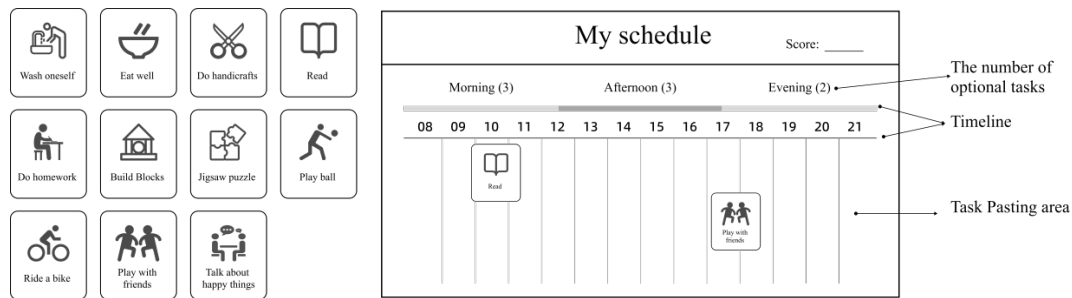 Wash oneself
Eat well
Do handicrafts
Read
Do homework
Build Blocks
Jigsaw puzzle
Play ball
Ride a bike
Play with
friends
Talk about
happy things
My schedule
Score: _____
Morning (3)
Afternoon (3)
Evening (2)
08 09 10 11 12 13 14 15 16 17 18 19 20 21
Read
Play with
friends
The number of
optional tasks
Timeline
Task Pasting area